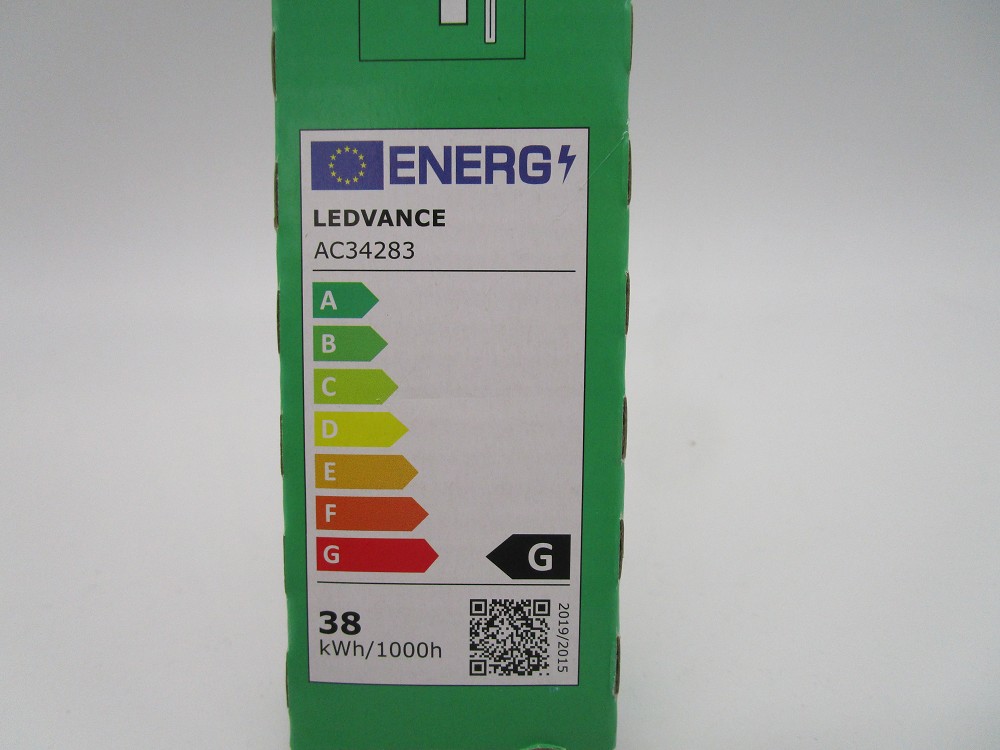 ENERG
LEDVANCE
AC34283
A
B
C
D
E
F
G
G
38
kWh/1000h
2019/2015